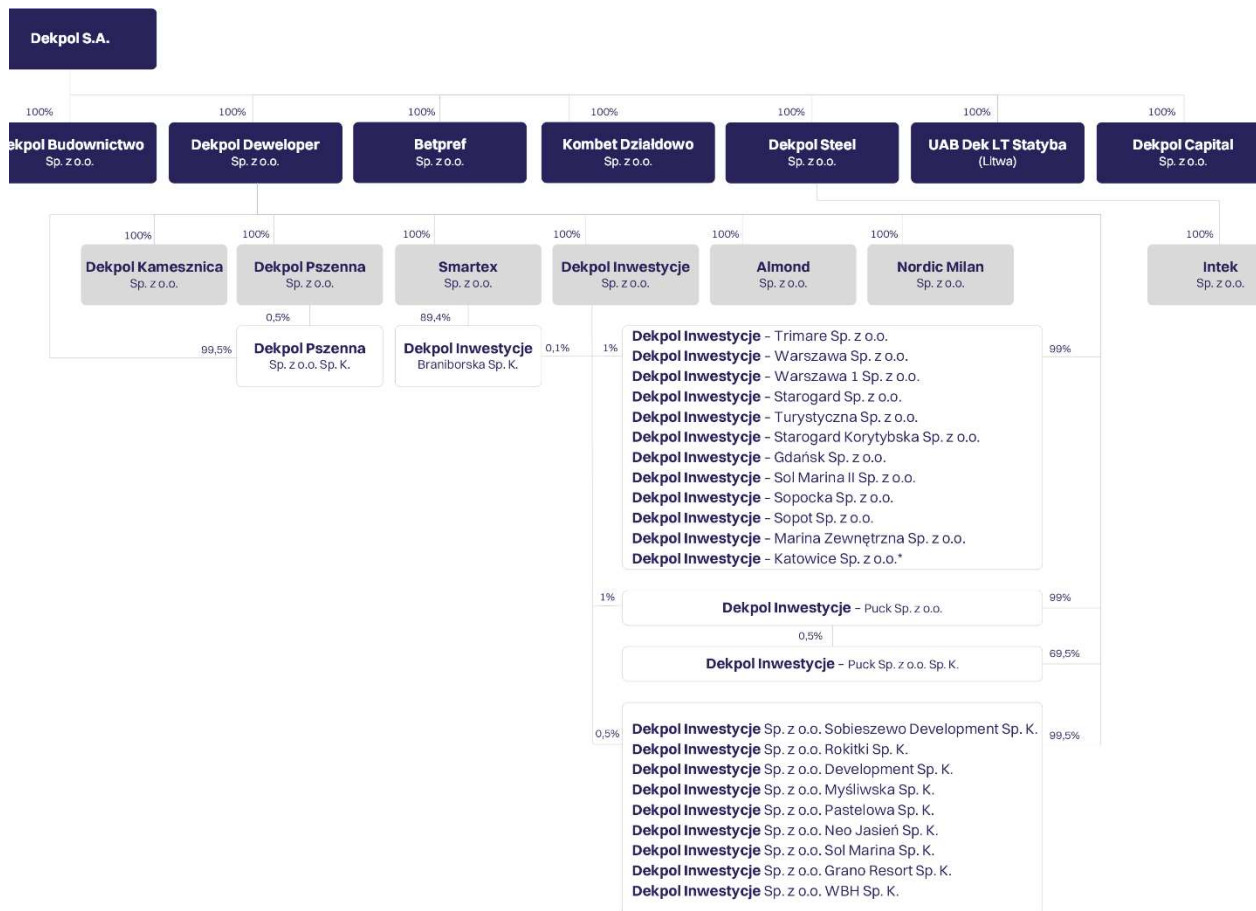 Dekpol S.A.
100%
100%
100%
100%
100%
100%
100%
ekpol Budownictwo
Sp. z o.o.
Dekpol Deweloper
Sp. z o.o.
Betpref
Sp. z o.o.
Kombet Działdowo
Sp. z o.o.
Dekpol Steel
Sp. z o.o.
UAB Dek LT Statyba
(Litwa)
Dekpol Capital
Sp. z o.o.
100%
100%
100%
100%
100%
100%
100%
Dekpol Kamesznica
Sp. z o.o.
Dekpol Pszenna
Sp. z o.o.
Smartex
Sp. z o.o.
Dekpol Inwestycje
Sp. z o.o.
Almond
Sp. z o.o.
Nordic Milan
Sp. z o.o.
Intek
Sp. z o.o.
0,5%
89,4%
99,5%
Dekpol Pszenna
Sp. z o.o. Sp. K.
Dekpol Inwestycje
Braniborska Sp. K.
0,1%
1%
Dekpol Inwestycje – Trimare Sp. z o.o.
Dekpol Inwestycje – Warszawa Sp. z o.o.
Dekpol Inwestycje – Warszawa 1 Sp. z o.o.
Dekpol Inwestycje – Starogard Sp. z o.o.
Dekpol Inwestycje – Turystyczna Sp. z o.o.
Dekpol Inwestycje – Starogard Korytybska Sp. z o.o.
Dekpol Inwestycje – Gdańsk Sp. z o.o.
Dekpol Inwestycje – Sol Marina II Sp. z o.o.
Dekpol Inwestycje – Sopocka Sp. z o.o.
Dekpol Inwestycje – Sopot Sp. z o.o.
Dekpol Inwestycje – Marina Zewnętrzna Sp. z o.o.
Dekpol Inwestycje – Katowice Sp. z o.o.*
99%
1%
Dekpol Inwestycje – Puck Sp. z o.o.
99%
0,5%
Dekpol Inwestycje – Puck Sp. z o.o. Sp. K.
69,5%
0,5%
Dekpol Inwestycje Sp. z o.o. Sobieszewo Development Sp. K.
99,5%
Dekpol Inwestycje Sp. z o.o. Rokitki Sp. K.
Dekpol Inwestycje Sp. z o.o. Development Sp. K.
Dekpol Inwestycje Sp. z o.o. Myśliwska Sp. K.
Dekpol Inwestycje Sp. z o.o. Pastelowa Sp. K.
Dekpol Inwestycje Sp. z o.o. Neo Jasień Sp. K.
Dekpol Inwestycje Sp. z o.o. Sol Marina Sp. K.
Dekpol Inwestycje Sp. z o.o. Grano Resort Sp. K.
Dekpol Inwestycje Sp. z o.o. WBH Sp. K.